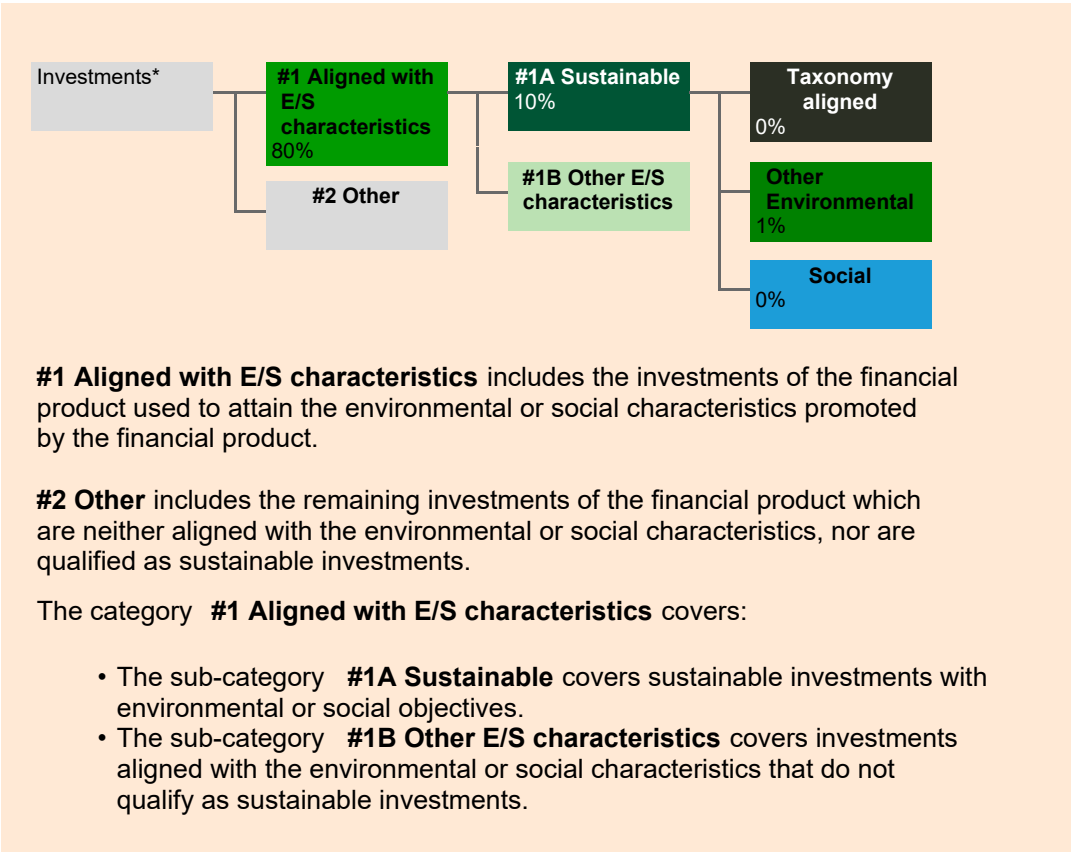 Investments*
#1 Aligned with
E/S
characteristics
80%
#2 Other
#1A Sustainable
10%
#1B Other E/S
characteristics
Taxonomy
aligned
0%
Other
Environmental
1%
Social
0%
#1 Aligned with E/S characteristics includes the investments of the financial
product used to attain the environmental or social characteristics promoted
by the financial product.
#2 Other includes the remaining investments of the financial product which
are neither aligned with the environmental or social characteristics, nor are
qualified as sustainable investments.
The category #1 Aligned with E/S characteristics covers:
• The sub-category #1A Sustainable covers sustainable investments with
environmental or social objectives.
• The sub-category #1B Other E/S characteristics covers investments
aligned with the environmental or social characteristics that do not
qualify as sustainable investments.